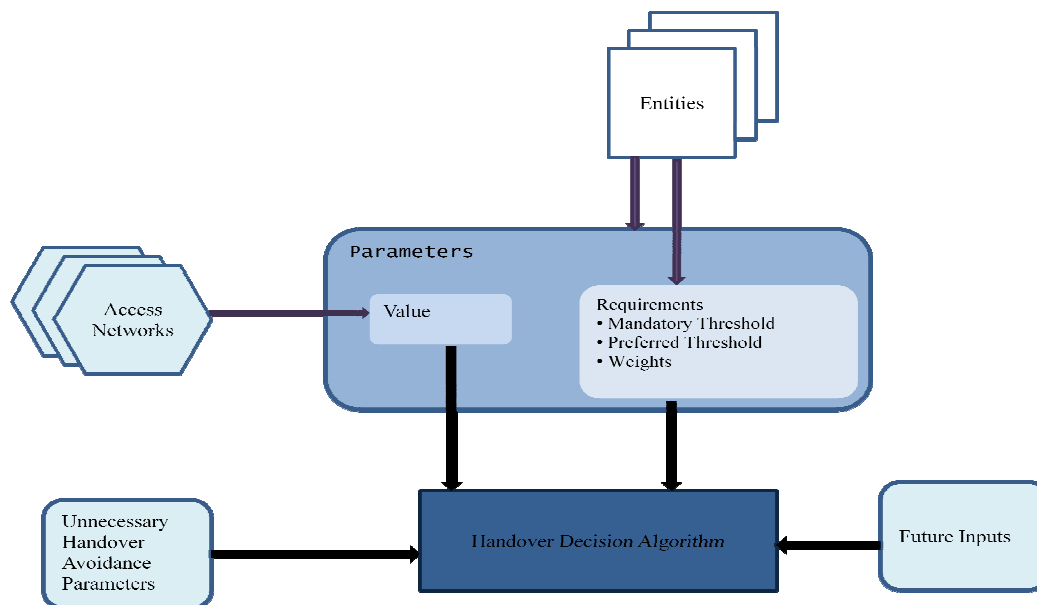 Entities
Parameters
Access
Networks
Value
Requirements
• Mandatory Threshold
• Preferred Threshold
• Weights
Unnecessary
Handover
Avoidance
Parameters
Handover Decision Algorithm
Future Inputs